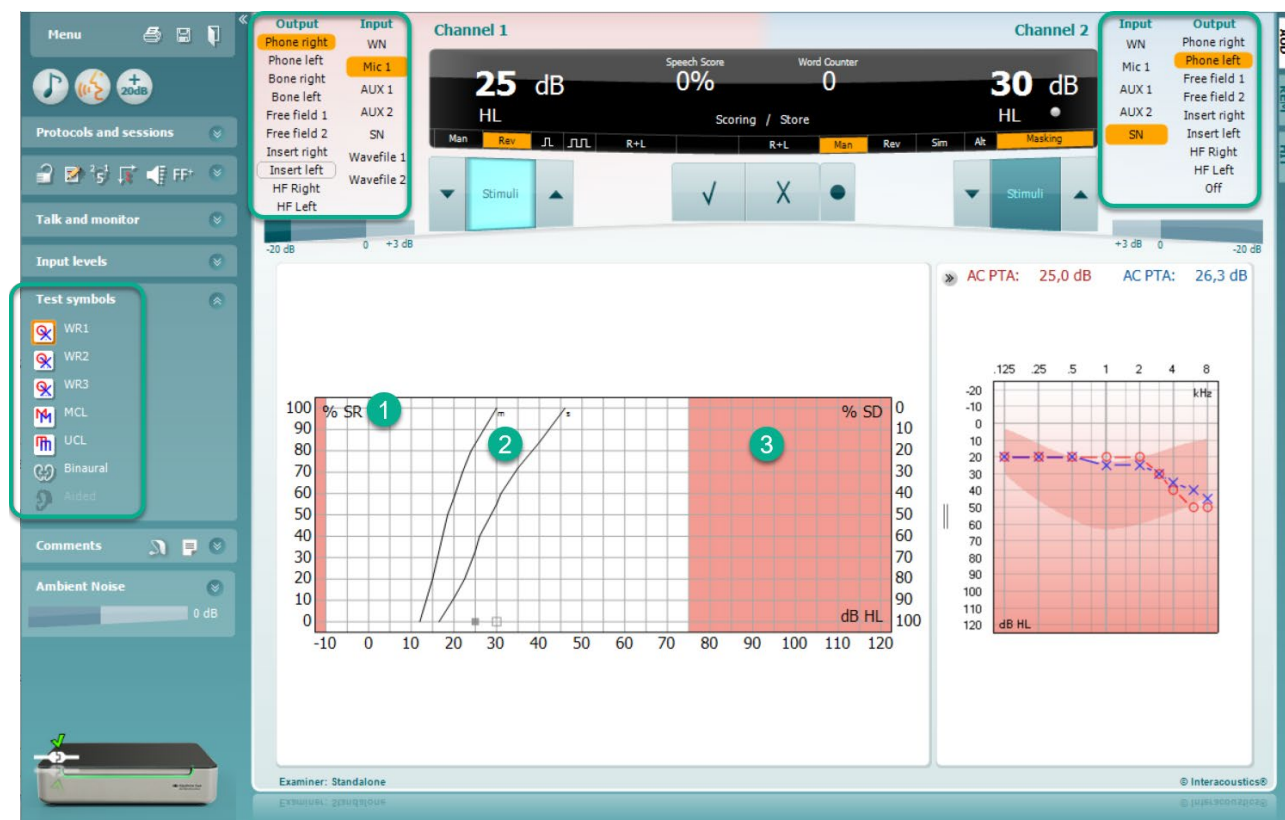 Menu
+
20dB
Protocols and sessions
FF+
Talk and monitor
Input levels
Test symbols
WR1
WR2
WR3
MCL
UCL
Binaural
Aided
Comments
Ambient Noise
0 dB
Output Input
Phone right WN
Phone left Mic 1
Bone right AUX 1
Bone left AUX 2
Free field 1 SN
Free field 2 Wavefile 1
Insert right Wavefile 2
Insert left
HF Right
HF Left
Channel 1
Channel 2
25 dB
HL
Speech Score
0%
Word Counter
0
Scoring / Store
30 dB
HL
Man Rev R+L R+L Man Rev Sim Alt Masking
Stimuli
√ X ●
Stimuli
-20 dB 0 +3 dB
+3 dB 0 -20 dB
Input Output
WN Phone right
Mic 1 Phone left
AUX 1 Free field 1
AUX 2 Free field 2
SN Insert right
Insert left
HF Right
HF Left
Off
AC PTA: 25,0 dB AC PTA: 26,3 dB
% SR 1
2
3
% SD
m
s
100 0
90 10
80 20
70 30
60 40
50 50
40 60
30 70
20 80
10 90
0 100
dB HL
-10 0 10 20 30 40 50 60 70 80 90 100 110 120
.125 .25 .5 1 2 4 8
kHz
-20
-10
0
10
20
30
40
50
60
70
80
90
100
110
120
dB HL
Examiner: Standalone
© Interacoustics®